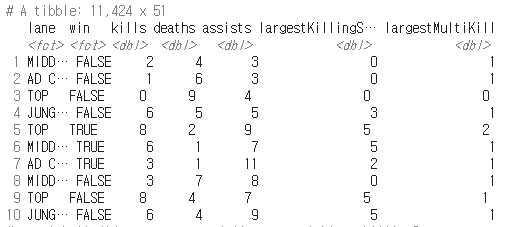 # A tibble: 11,424 x 51
lane win kills deaths assists largestKillingS… largestMultiKill
<fct> <fct> <dbl> <dbl> <dbl> <dbl> <dbl>
1 MIDD… FALSE 2 4 3 0 1
2 AD C… FALSE 1 6 3 0 1
3 TOP FALSE 0 9 4 0 0
4 JUNG… FALSE 6 5 5 3 1
5 TOP TRUE 8 2 9 5 2
6 MIDD… TRUE 6 1 7 5 1
7 AD C… TRUE 3 1 11 2 1
8 MIDD… FALSE 3 7 8 0 1
9 TOP FALSE 8 4 7 5 1
10 JUNG… FALSE 6 4 9 5 1